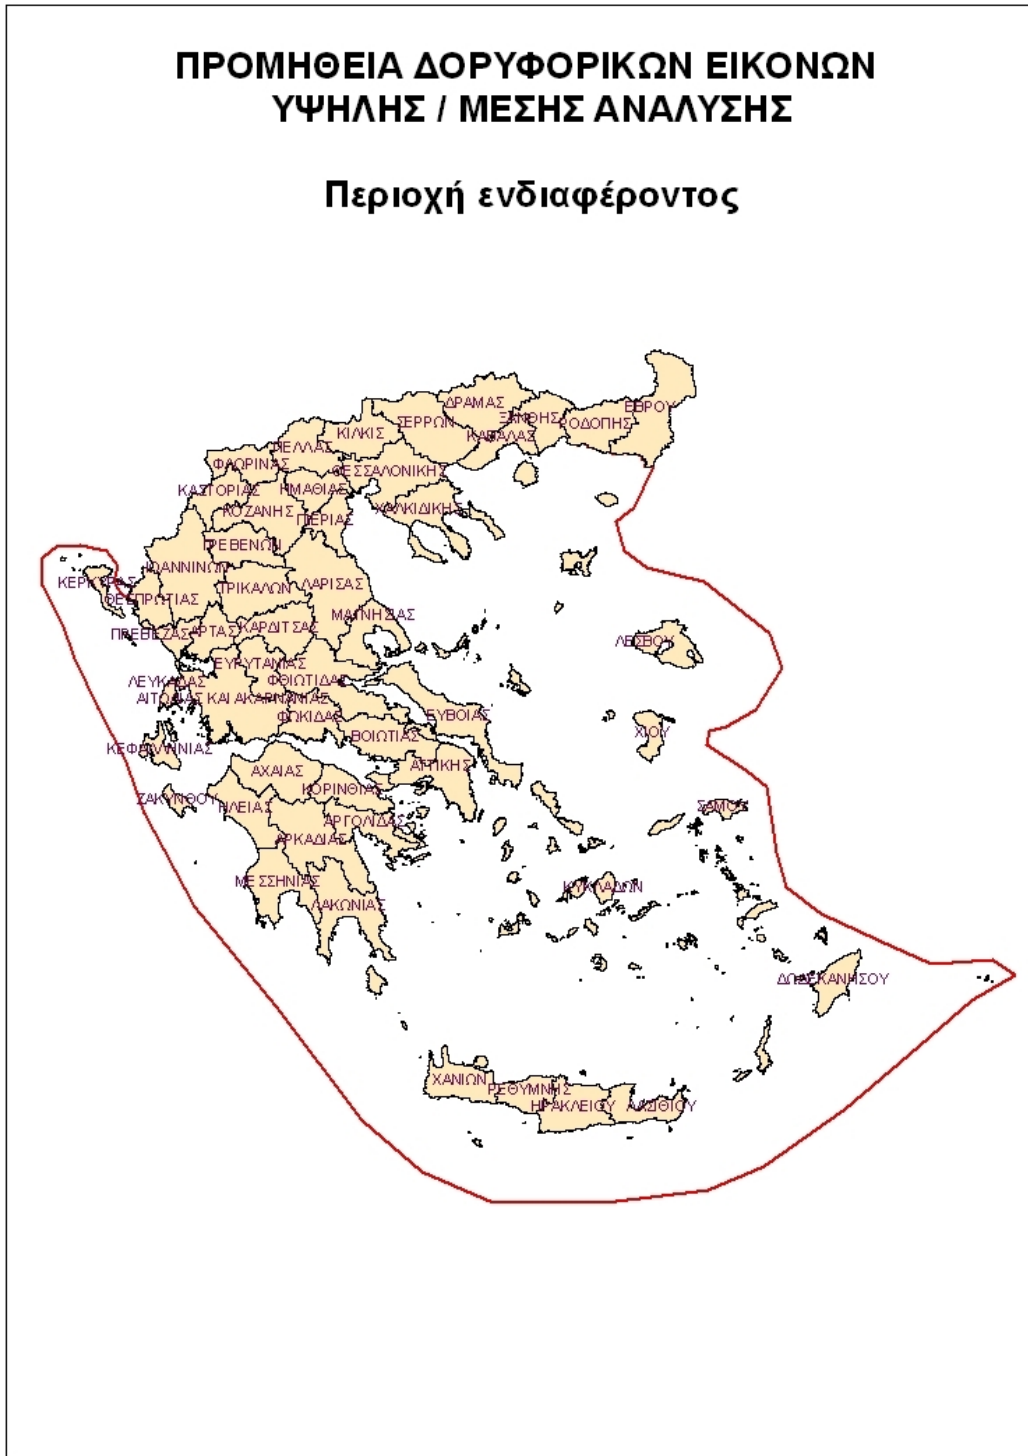 ΠΡΟΜΗΘΕΙΑ ΔΟΡΥΦΟΡΙΚΩΝ ΕΙΚΟΝΩΝ
ΥΨΗΛΗΣ / ΜΕΣΗΣ ΑΝΑΛΥΣΗΣ
Περιοχή ενδιαφέροντος
ΔΡΑΜΑΣ
ΕΒΡΟΥ
ΞΑΝΘΗΣ
ΣΕΡΡΩΝ
ΡΟΔΟΠΗΣ
ΚΙΛΚΙΣ
ΚΑΒΑΛΑΣ
ΠΕΛΛΑΣ
ΦΛΩΡΙΝΑΣ
ΘΕΣΣΑΛΟΝΙΚΗΣ
ΚΑΣΤΟΡΙΑΣ
ΗΜΑΘΙΑΣ
ΚΟΖΑΝΗΣ
ΠΙΕΡΙΑΣ
ΧΑΛΚΙΔΙΚΗΣ
ΓΡΕΒΕΝΩΝ
ΙΩΑΝΝΙΝΩΝ
ΚΕΡΚΥΡΑΣ
ΤΡΙΚΑΛΩΝ
ΛΑΡΙΣΑΣ
ΘΕΣΠΡΩΤΙΑΣ
ΜΑΓΝΗΣΙΑΣ
ΠΡΕΒΕΖΑΣ
ΑΡΤΑΣ
ΚΑΡΔΙΤΣΑΣ
ΛΕΣΒΟΥ
ΕΥΡΥΤΑΝΙΑΣ
ΛΕΥΚΑΔΑΣ
ΦΘΙΩΤΙΔΑΣ
ΑΙΤΩΛΙΑΣ ΚΑΙ ΑΚΑΡΝΑΝΙΑΣ
ΦΩΚΙΔΑΣ
ΕΥΒΟΙΑΣ
ΒΟΙΩΤΙΑΣ
ΧΙΟΥ
ΚΕΦΑΛΛΗΝΙΑΣ
ΑΤΤΙΚΗΣ
ΑΧΑΙΑΣ
ΚΟΡΙΝΘΙΑΣ
ΖΑΚΥΝΘΟΥ
ΗΛΕΙΑΣ
ΣΑΜΟΥ
ΑΡΓΟΛΙΔΑΣ
ΑΡΚΑΔΙΑΣ
ΜΕΣΣΗΝΙΑΣ
ΚΥΚΛΑΔΩΝ
ΛΑΚΩΝΙΑΣ
ΔΩΔΕΚΑΝΗΣΟΥ
ΧΑΝΙΩΝ
ΡΕΘΥΜΝΗΣ
ΗΡΑΚΛΕΙΟΥ
ΛΑΣΙΘΙΟΥ